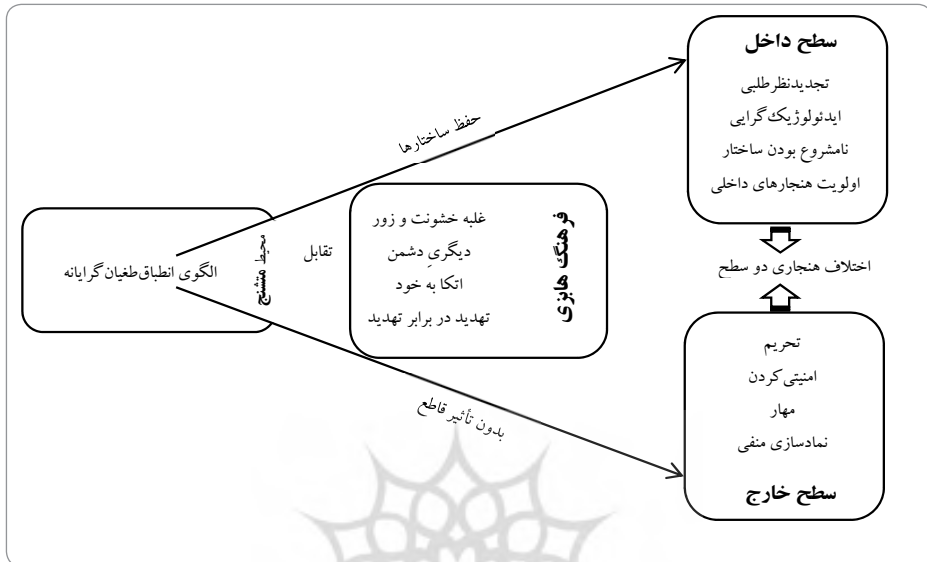 سطح داخل
تجدیدنظرطلبی
ایدئولوژیک‌گرایی
نامشروع بودن ساختار
اولویت هنجارهای داخلی
اختلاف هنجاری دو سطح
تحریم
امنیتی‌کردن
مهار
نمادسازی منفی
سطح خارج
حفظ ساختارها
فرهنگ هابزی
غلبه خشونت و زور
دیگریِ دشمن
اتکا به خود
تهدید در برابر تهدید
تقابل
محیط متشنج
الگوی انطباق طغیان‌گرایانه
بدون تأثیر قاطع